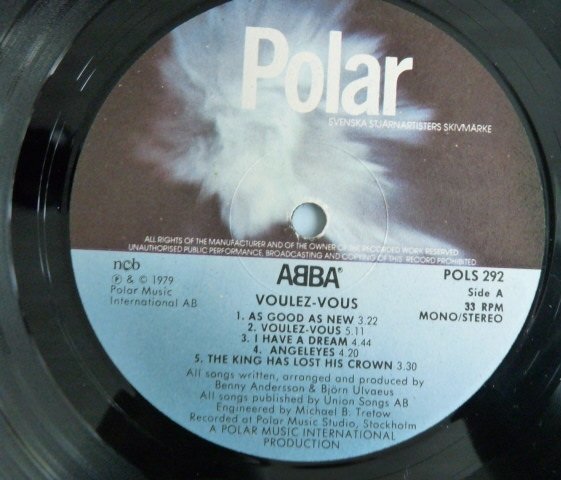 Polar
SVENSKA STJÄRNARTISTERS SKIVMÄRKE
ALL RIGHTS OF THE MANUFACTURER AND OF THE OWNER OF THE RECORDED WORK RESERVED
UNAUTHORISED PUBLIC PERFORMANCE, BROADCASTING AND COPYING OF THIS RECORD PROHIBITED
ncb
℗ & © 1979
Polar Music
International AB
ABBA®
VOULEZ-VOUS
POLS 292
Side A
33 RPM
MONO/STEREO
1. AS GOOD AS NEW 3.22
2. VOULEZ-VOUS 5.11
3. I HAVE A DREAM 4.44
4. ANGELEYES 4.20
5. THE KING HAS LOST HIS CROWN 3.30
All songs written, arranged and produced by
Benny Andersson & Björn Ulvaeus
All songs published by Union Songs AB
Engineered by Michael B. Tretow
Recorded at Polar Music Studio, Stockholm
A POLAR MUSIC INTERNATIONAL
PRODUCTION